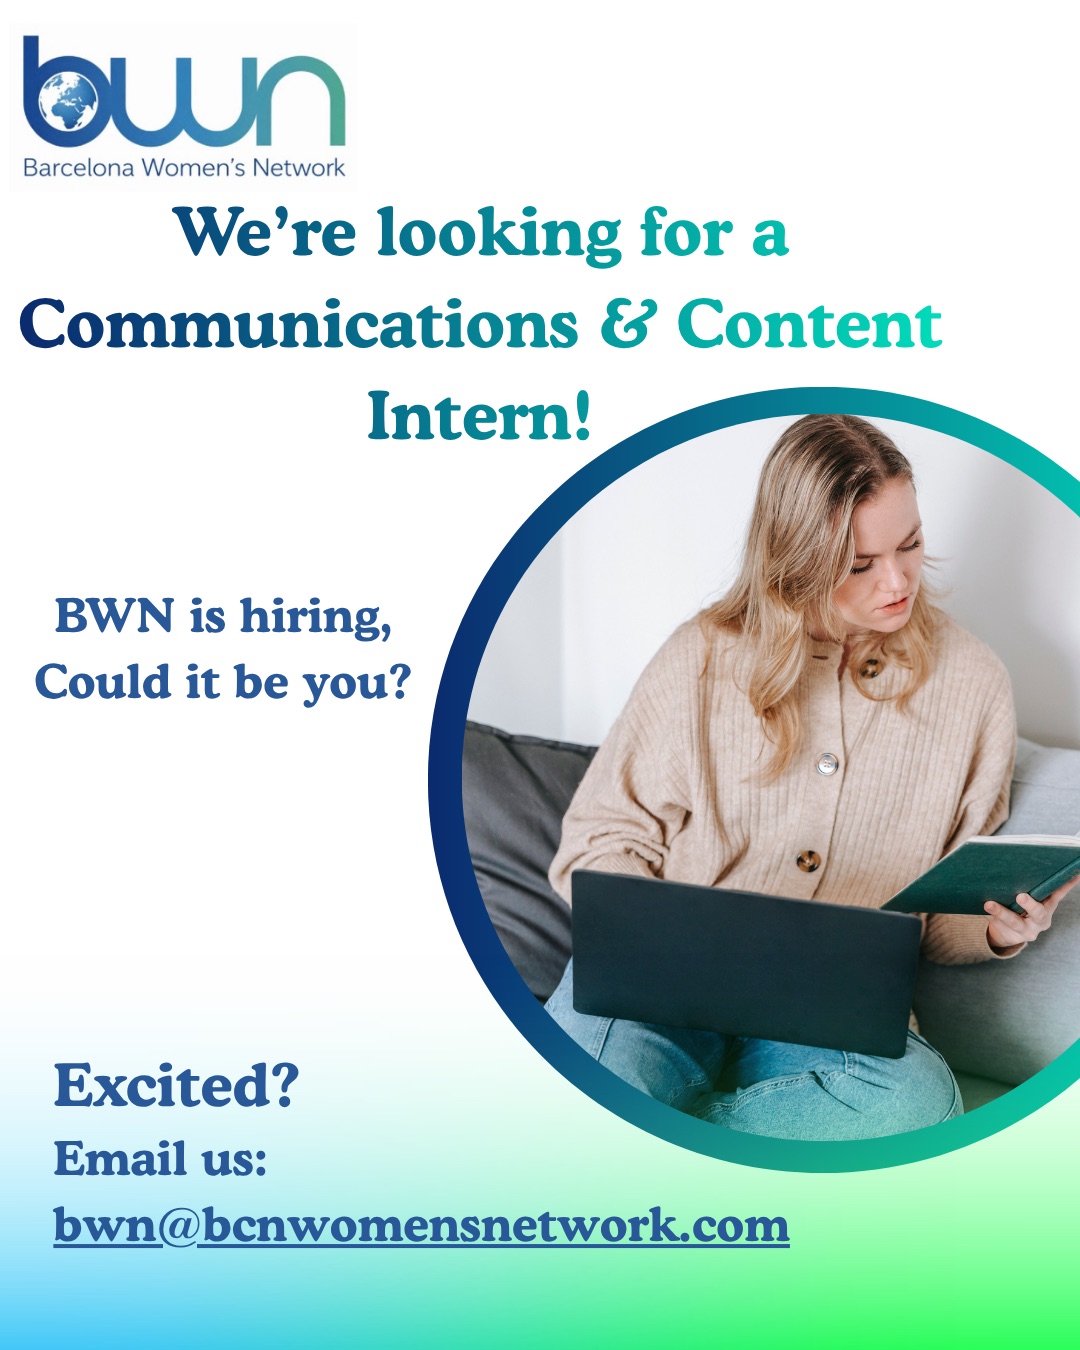 bwn
Barcelona Women's Network
We're looking for a
Communications & Content
Intern!
BWN is hiring,
Could it be you?
Excited?
Email us:
bwn@bcnwomensnetwork.com